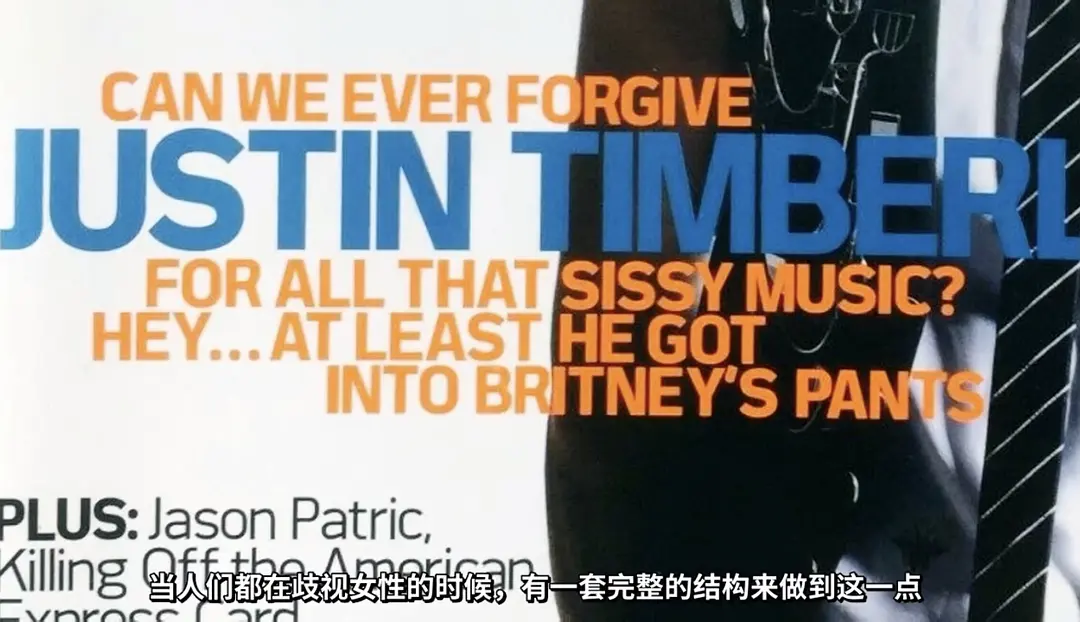 CAN WE EVER FORGIVE
JUSTIN TIMBERL
FOR ALL THAT SISSY MUSIC?
HEY... AT LEAST HE GOT
INTO BRITNEY'S PANTS
PLUS: Jason Patric,
Killing Off the American
Express Card
当人们都在歧视女性的时候，有一套完整的结构来做到这一点